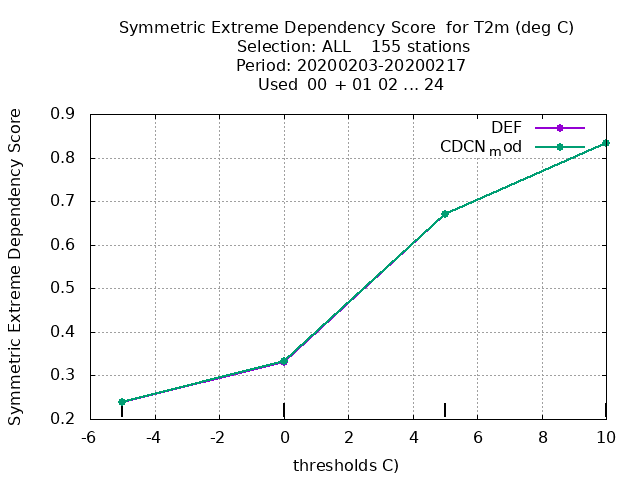 Symmetric Extreme Dependency Score  for T2m (deg C)
Selection: ALL    155 stations
Period: 20200203-20200217
Used  00 + 01 02 ... 24
Symmetric Extreme Dependency Score
0.9
0.8
0.7
0.6
0.5
0.4
0.3
0.2
DEF
CDCNmod
-6 -4 -2 0 2 4 6 8 10
thresholds C)